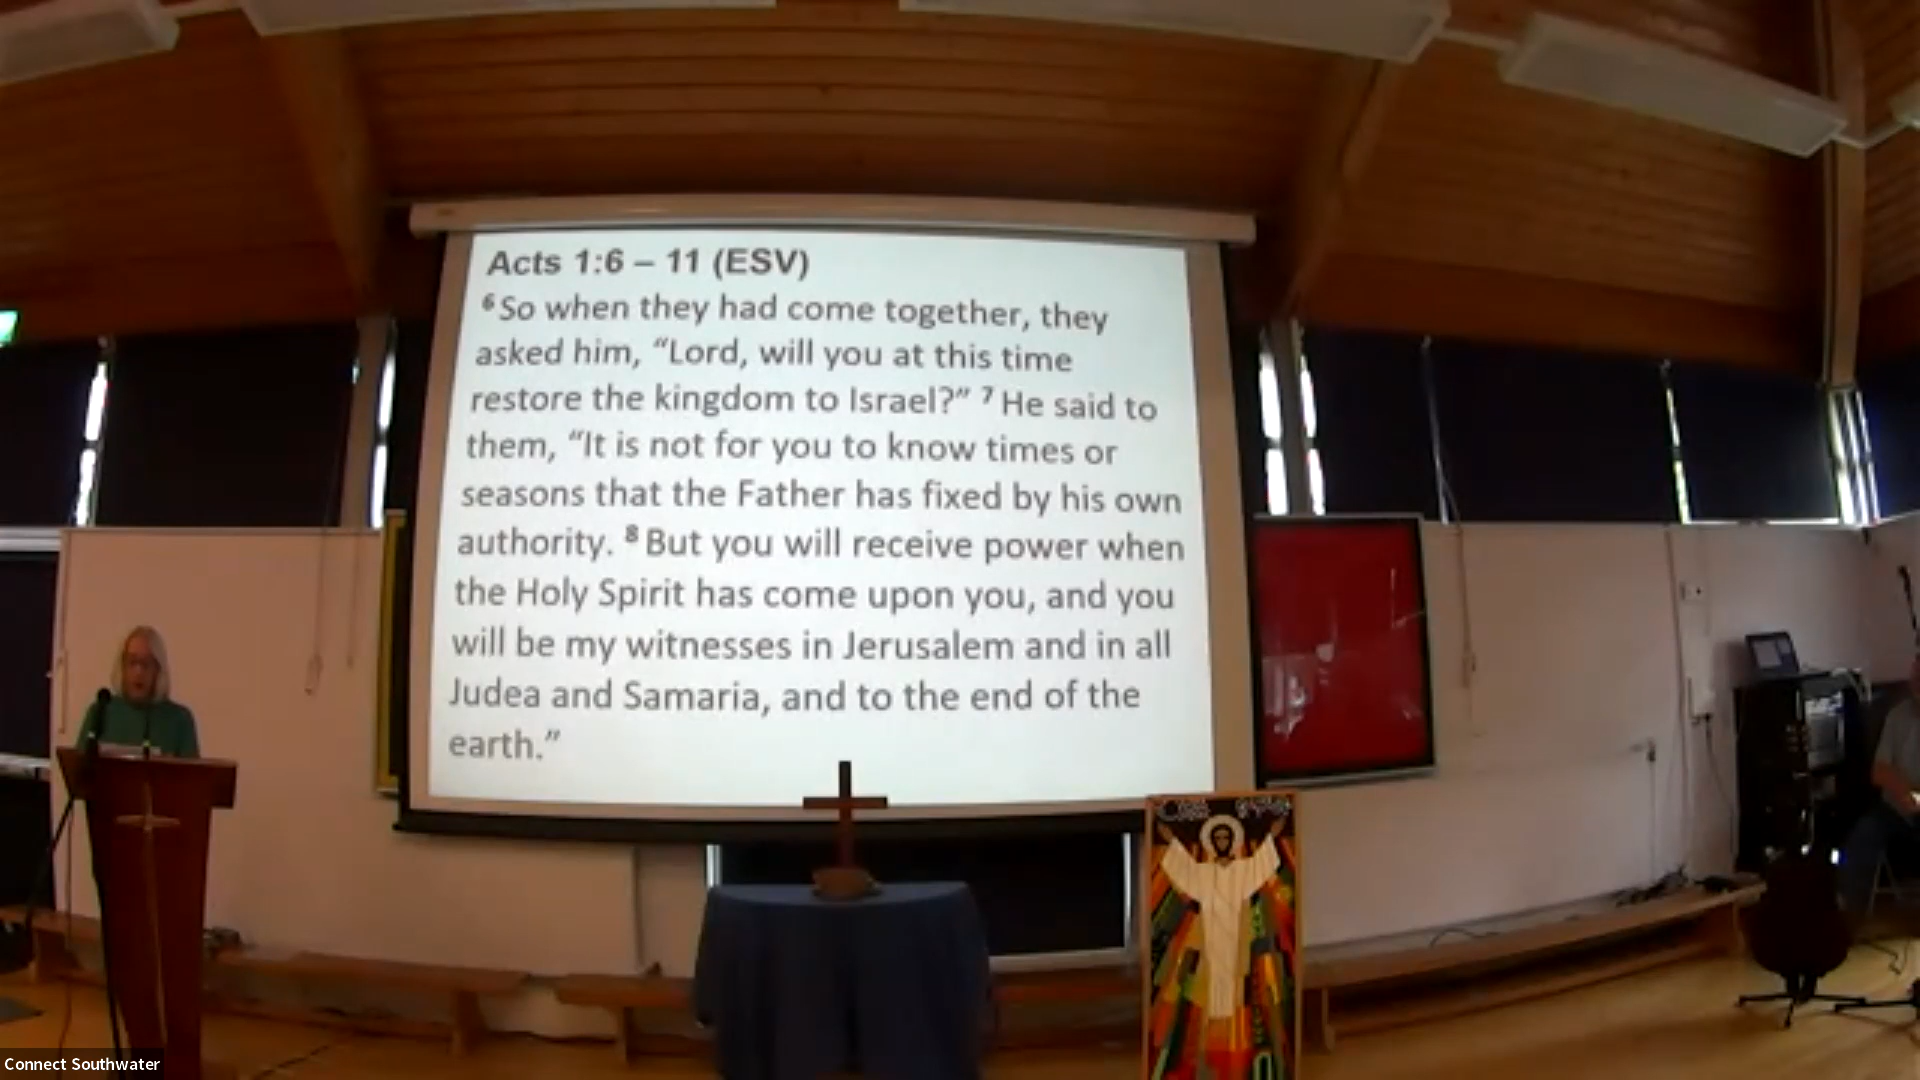 Acts 1:6 – 11 (ESV)
⁶ So when they had come together, they
asked him, “Lord, will you at this time
restore the kingdom to Israel?” ⁷ He said to
them, “It is not for you to know times or
seasons that the Father has fixed by his own
authority. ⁸ But you will receive power when
the Holy Spirit has come upon you, and you
will be my witnesses in Jerusalem and in all
Judea and Samaria, and to the end of the
earth.”
Connect Southwater